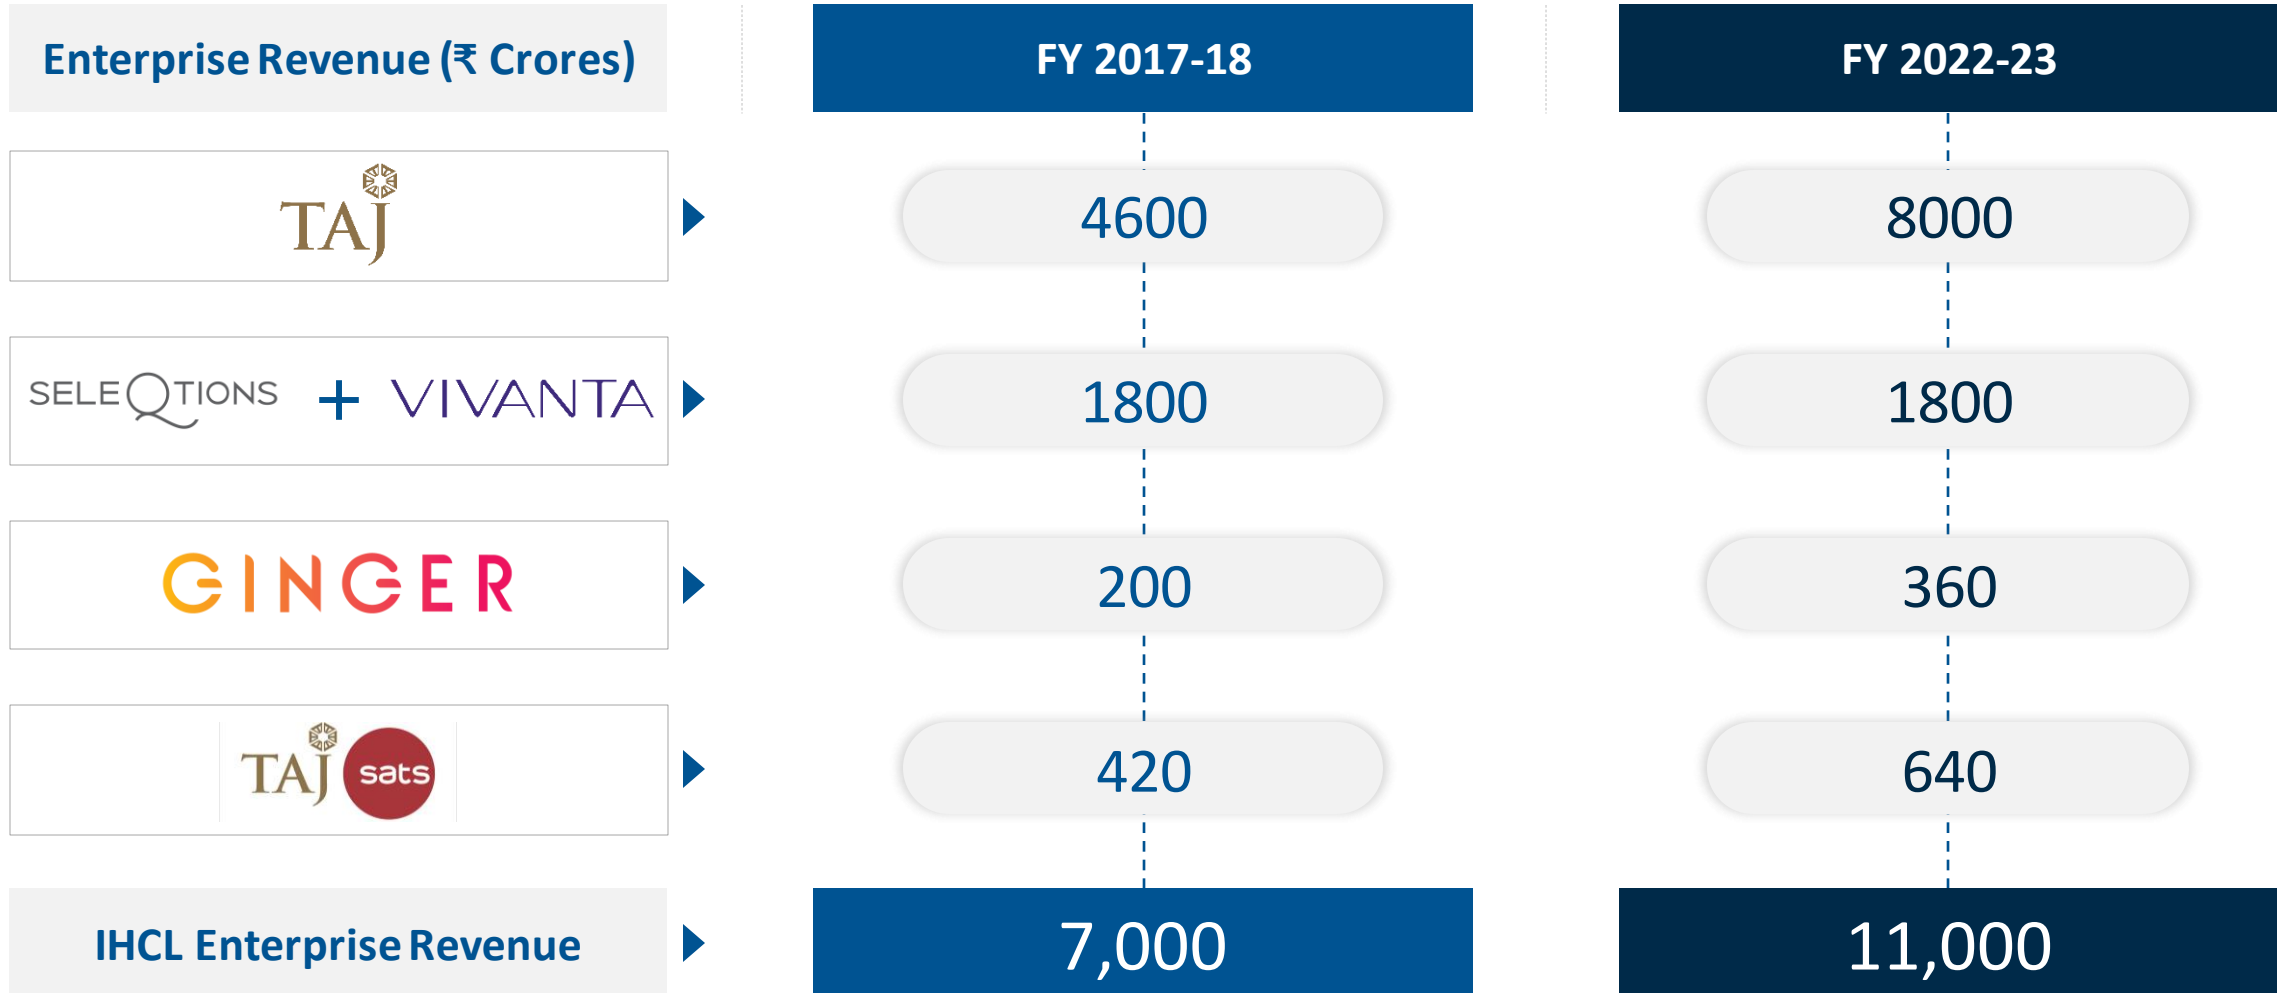 Enterprise Revenue (₹ Crores) FY 2017-18 FY 2022-23
TAJ 4600 8000
SELEQTIONS + VIVANTA 1800 1800
GINGER 200 360
TAJ sats 420 640
IHCL Enterprise Revenue 7,000 11,000